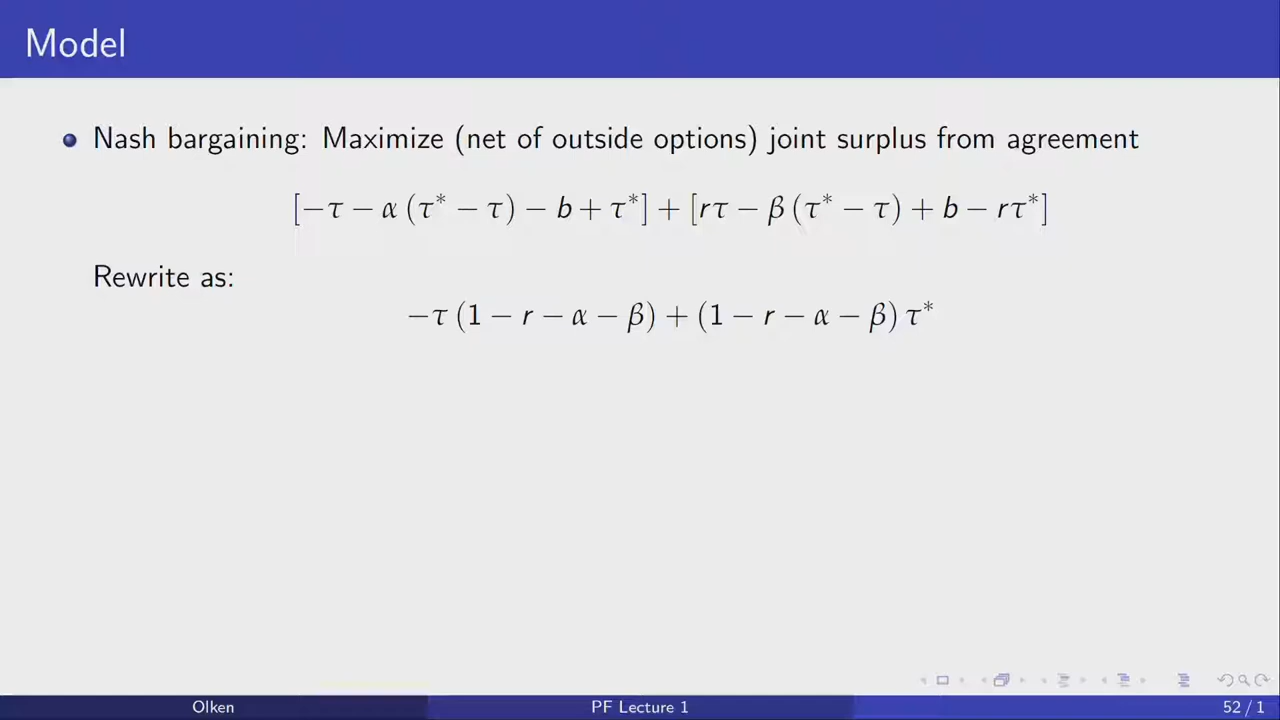 Model
Nash bargaining: Maximize (net of outside options) joint surplus from agreement
[−τ − α (τ* − τ) − b + τ*] + [rτ − β (τ* − τ) + b − rτ*]
Rewrite as:
−τ (1 − r − α − β) + (1 − r − α − β) τ*
Olken PF Lecture 1 52 / 1